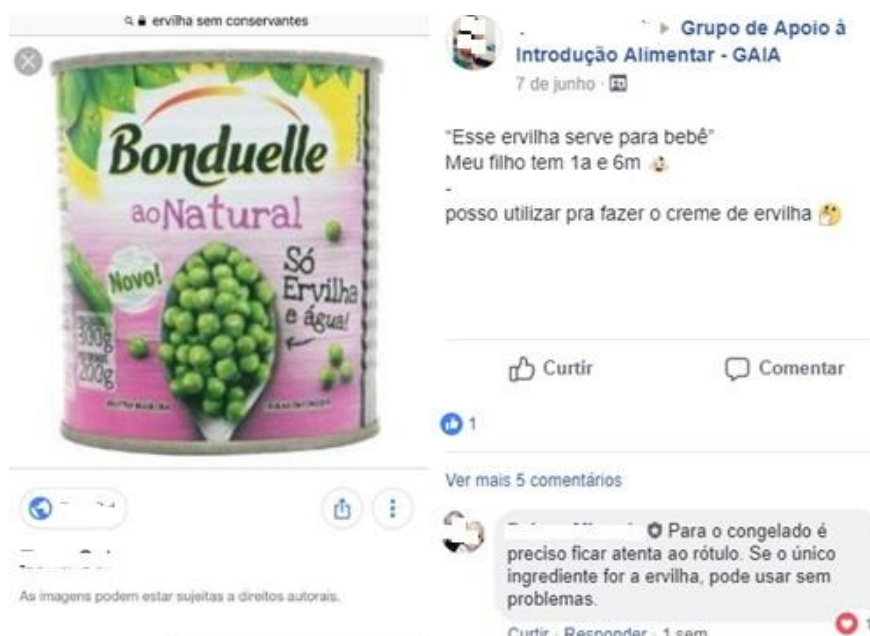 ervilha sem conservantes
Bonduelle
ao Natural
Novo!
Só
Ervilha
e água!
300g
200g
As imagens podem estar sujeitas a direitos autorais.
Grupo de Apoio à
Introdução Alimentar - GAIA
7 de junho ·
“Esse ervilha serve para bebê”
Meu filho tem 1a e 6m
-
posso utilizar pra fazer o creme de ervilha
Curtir Comentar
1
Ver mais 5 comentários
Para o congelado é
preciso ficar atenta ao rótulo. Se o único
ingrediente for a ervilha, pode usar sem
problemas.
Curtir · Responder · 1 sem
1